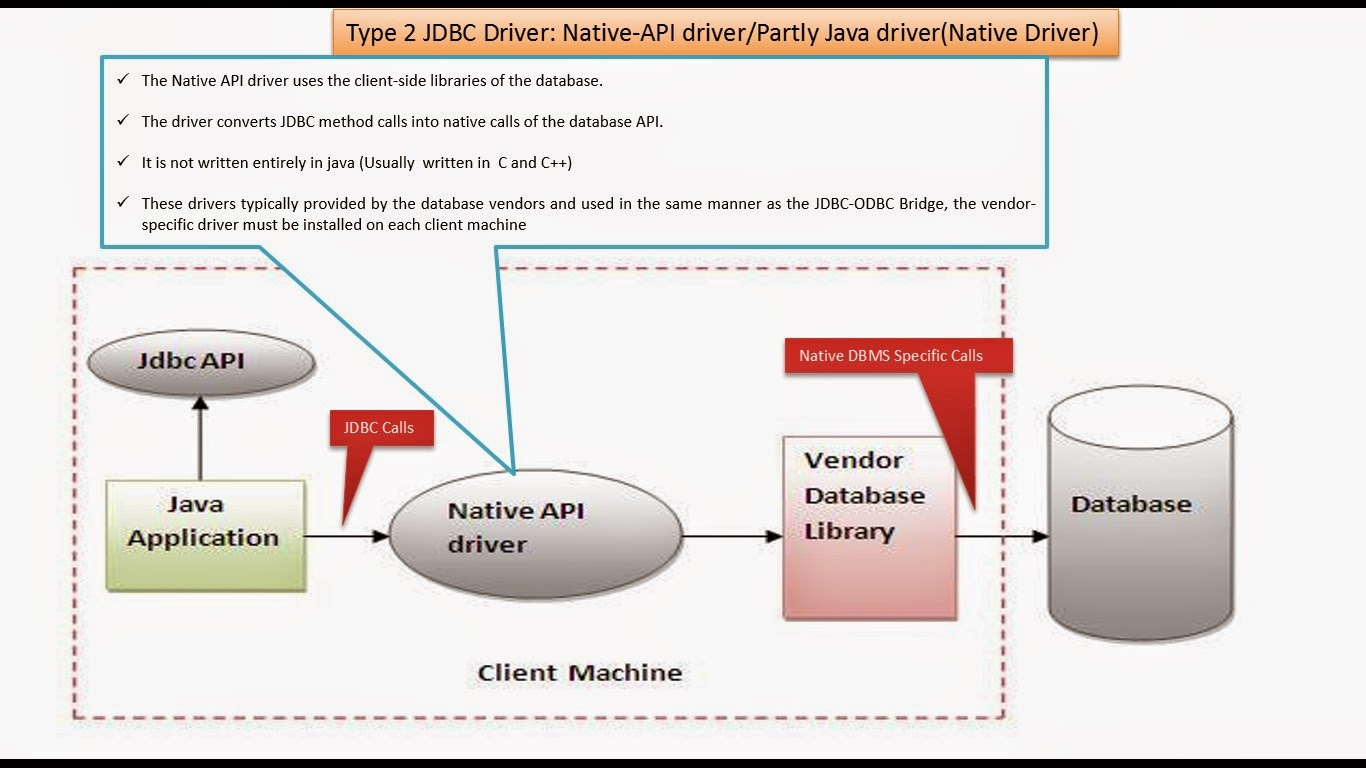 Type 2 JDBC Driver: Native-API driver/Partly Java driver(Native Driver)
✓ The Native API driver uses the client-side libraries of the database.
✓ The driver converts JDBC method calls into native calls of the database API.
✓ It is not written entirely in java (Usually written in C and C++)
✓ These drivers typically provided by the database vendors and used in the same manner as the JDBC-ODBC Bridge, the vendor-
specific driver must be installed on each client machine
Jdbc API
Native DBMS Specific Calls
JDBC Calls
Java
Application
Native API
driver
Vendor
Database
Library
Database
Client Machine